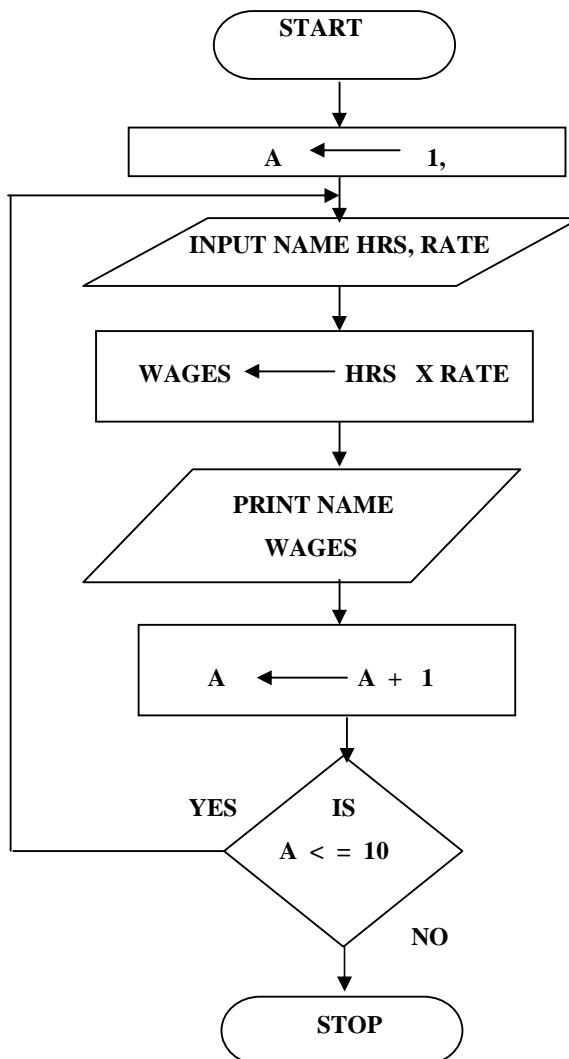 START
A ← 1,
INPUT NAME HRS, RATE
WAGES ← HRS X RATE
PRINT NAME
WAGES
A ← A + 1
YES IS
A < = 10
NO
STOP